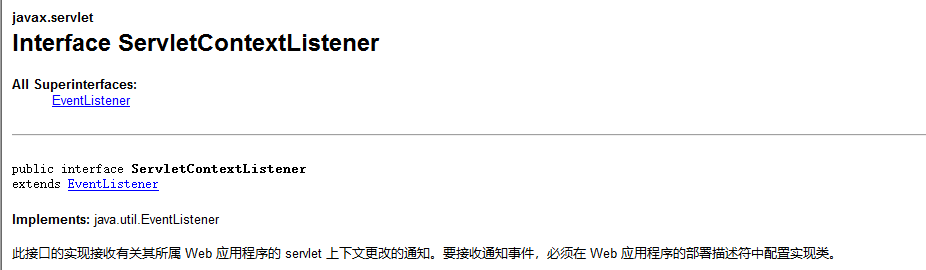 javax.servlet
Interface ServletContextListener
All Superinterfaces:
EventListener
public interface ServletContextListener
extends EventListener
Implements: java.util.EventListener
此接口的实现接收有关其所属 Web 应用程序的 servlet 上下文更改的通知。要接收通知事件，必须在 Web 应用程序的部署描述符中配置实现类。